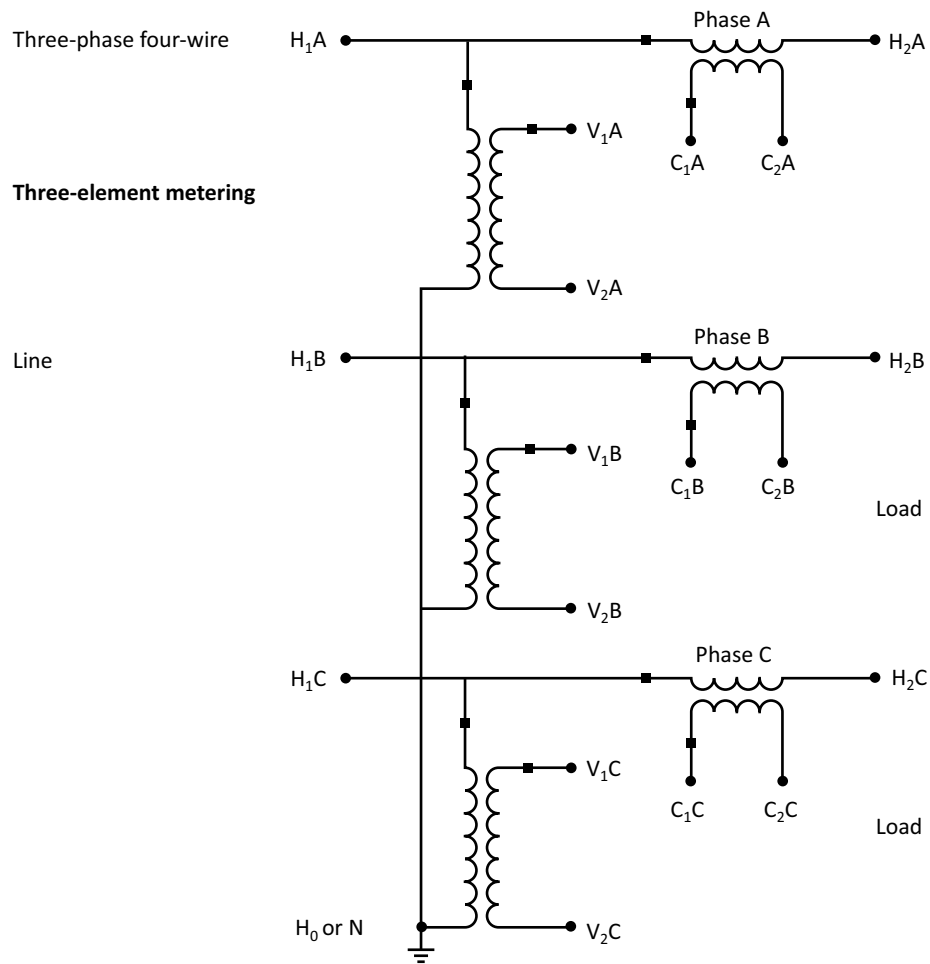 Phase A
Three-phase four-wire
H₁A
H₂A
V₁A
C₁A
C₂A
Three-element metering
V₂A
Phase B
Line
H₁B
H₂B
V₁B
C₁B
C₂B
Load
V₂B
Phase C
H₁C
H₂C
V₁C
C₁C
C₂C
Load
H₀ or N
V₂C